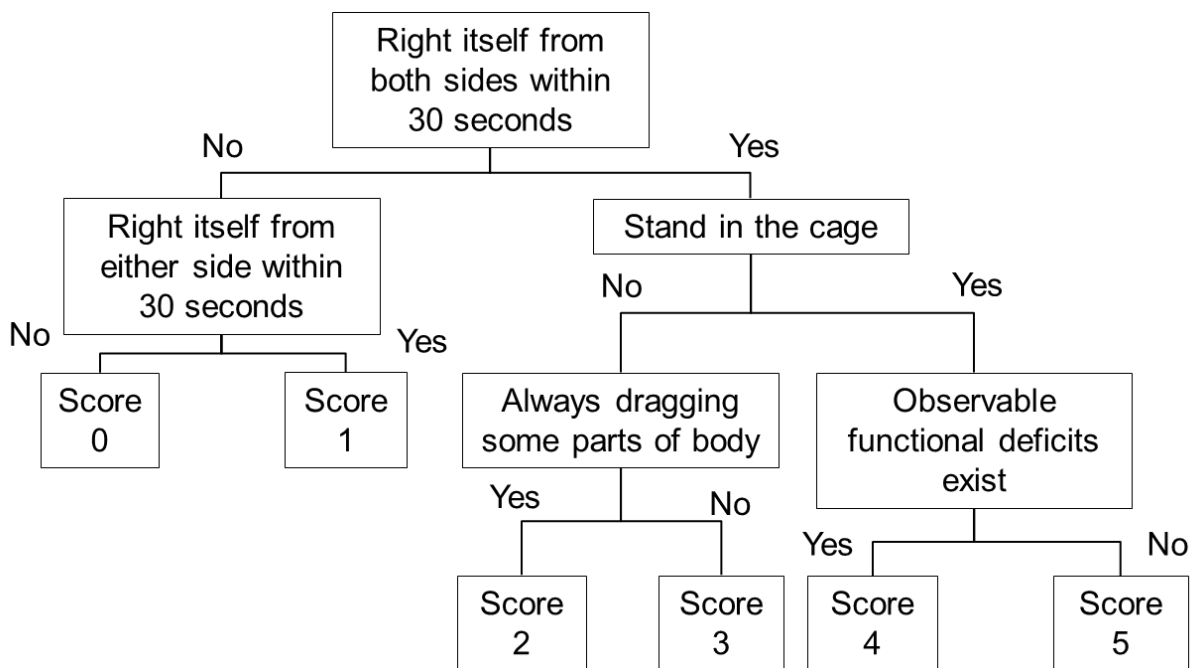 Right itself from
both sides within
30 seconds
No
Yes
Right itself from
either side within
30 seconds
Stand in the cage
No
Yes
No
Yes
Score
0
Score
1
Always dragging
some parts of body
Observable
functional deficits
exist
Yes
No
Yes
No
Score
2
Score
3
Score
4
Score
5